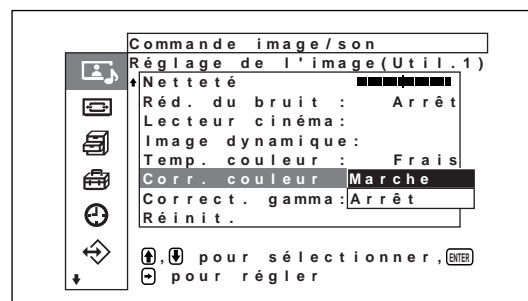 Commande image/son
Réglage de l'image(Util.1)
Netteté
Réd. du bruit : Arrêt
Lecteur cinéma:
Image dynamique:
Temp. couleur : Frais
Corr. couleur Marche
Correct. gamma: Arrêt
Réinit.
, pour sélectionner, ENTER
pour régler